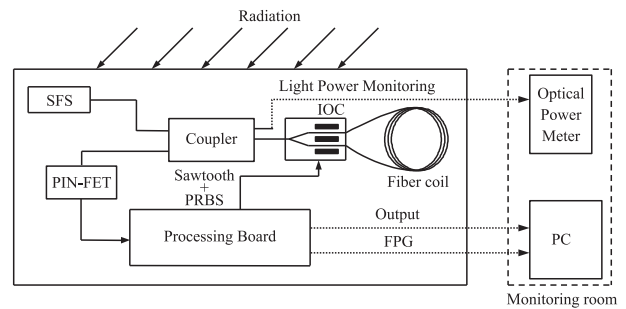 Radiation
SFS
Light Power Monitoring
IOC
Optical
Power
Meter
Coupler
PIN-FET
Sawtooth
+
PRBS
Fiber coil
Processing Board
Output
FPG
PC
Monitoring room